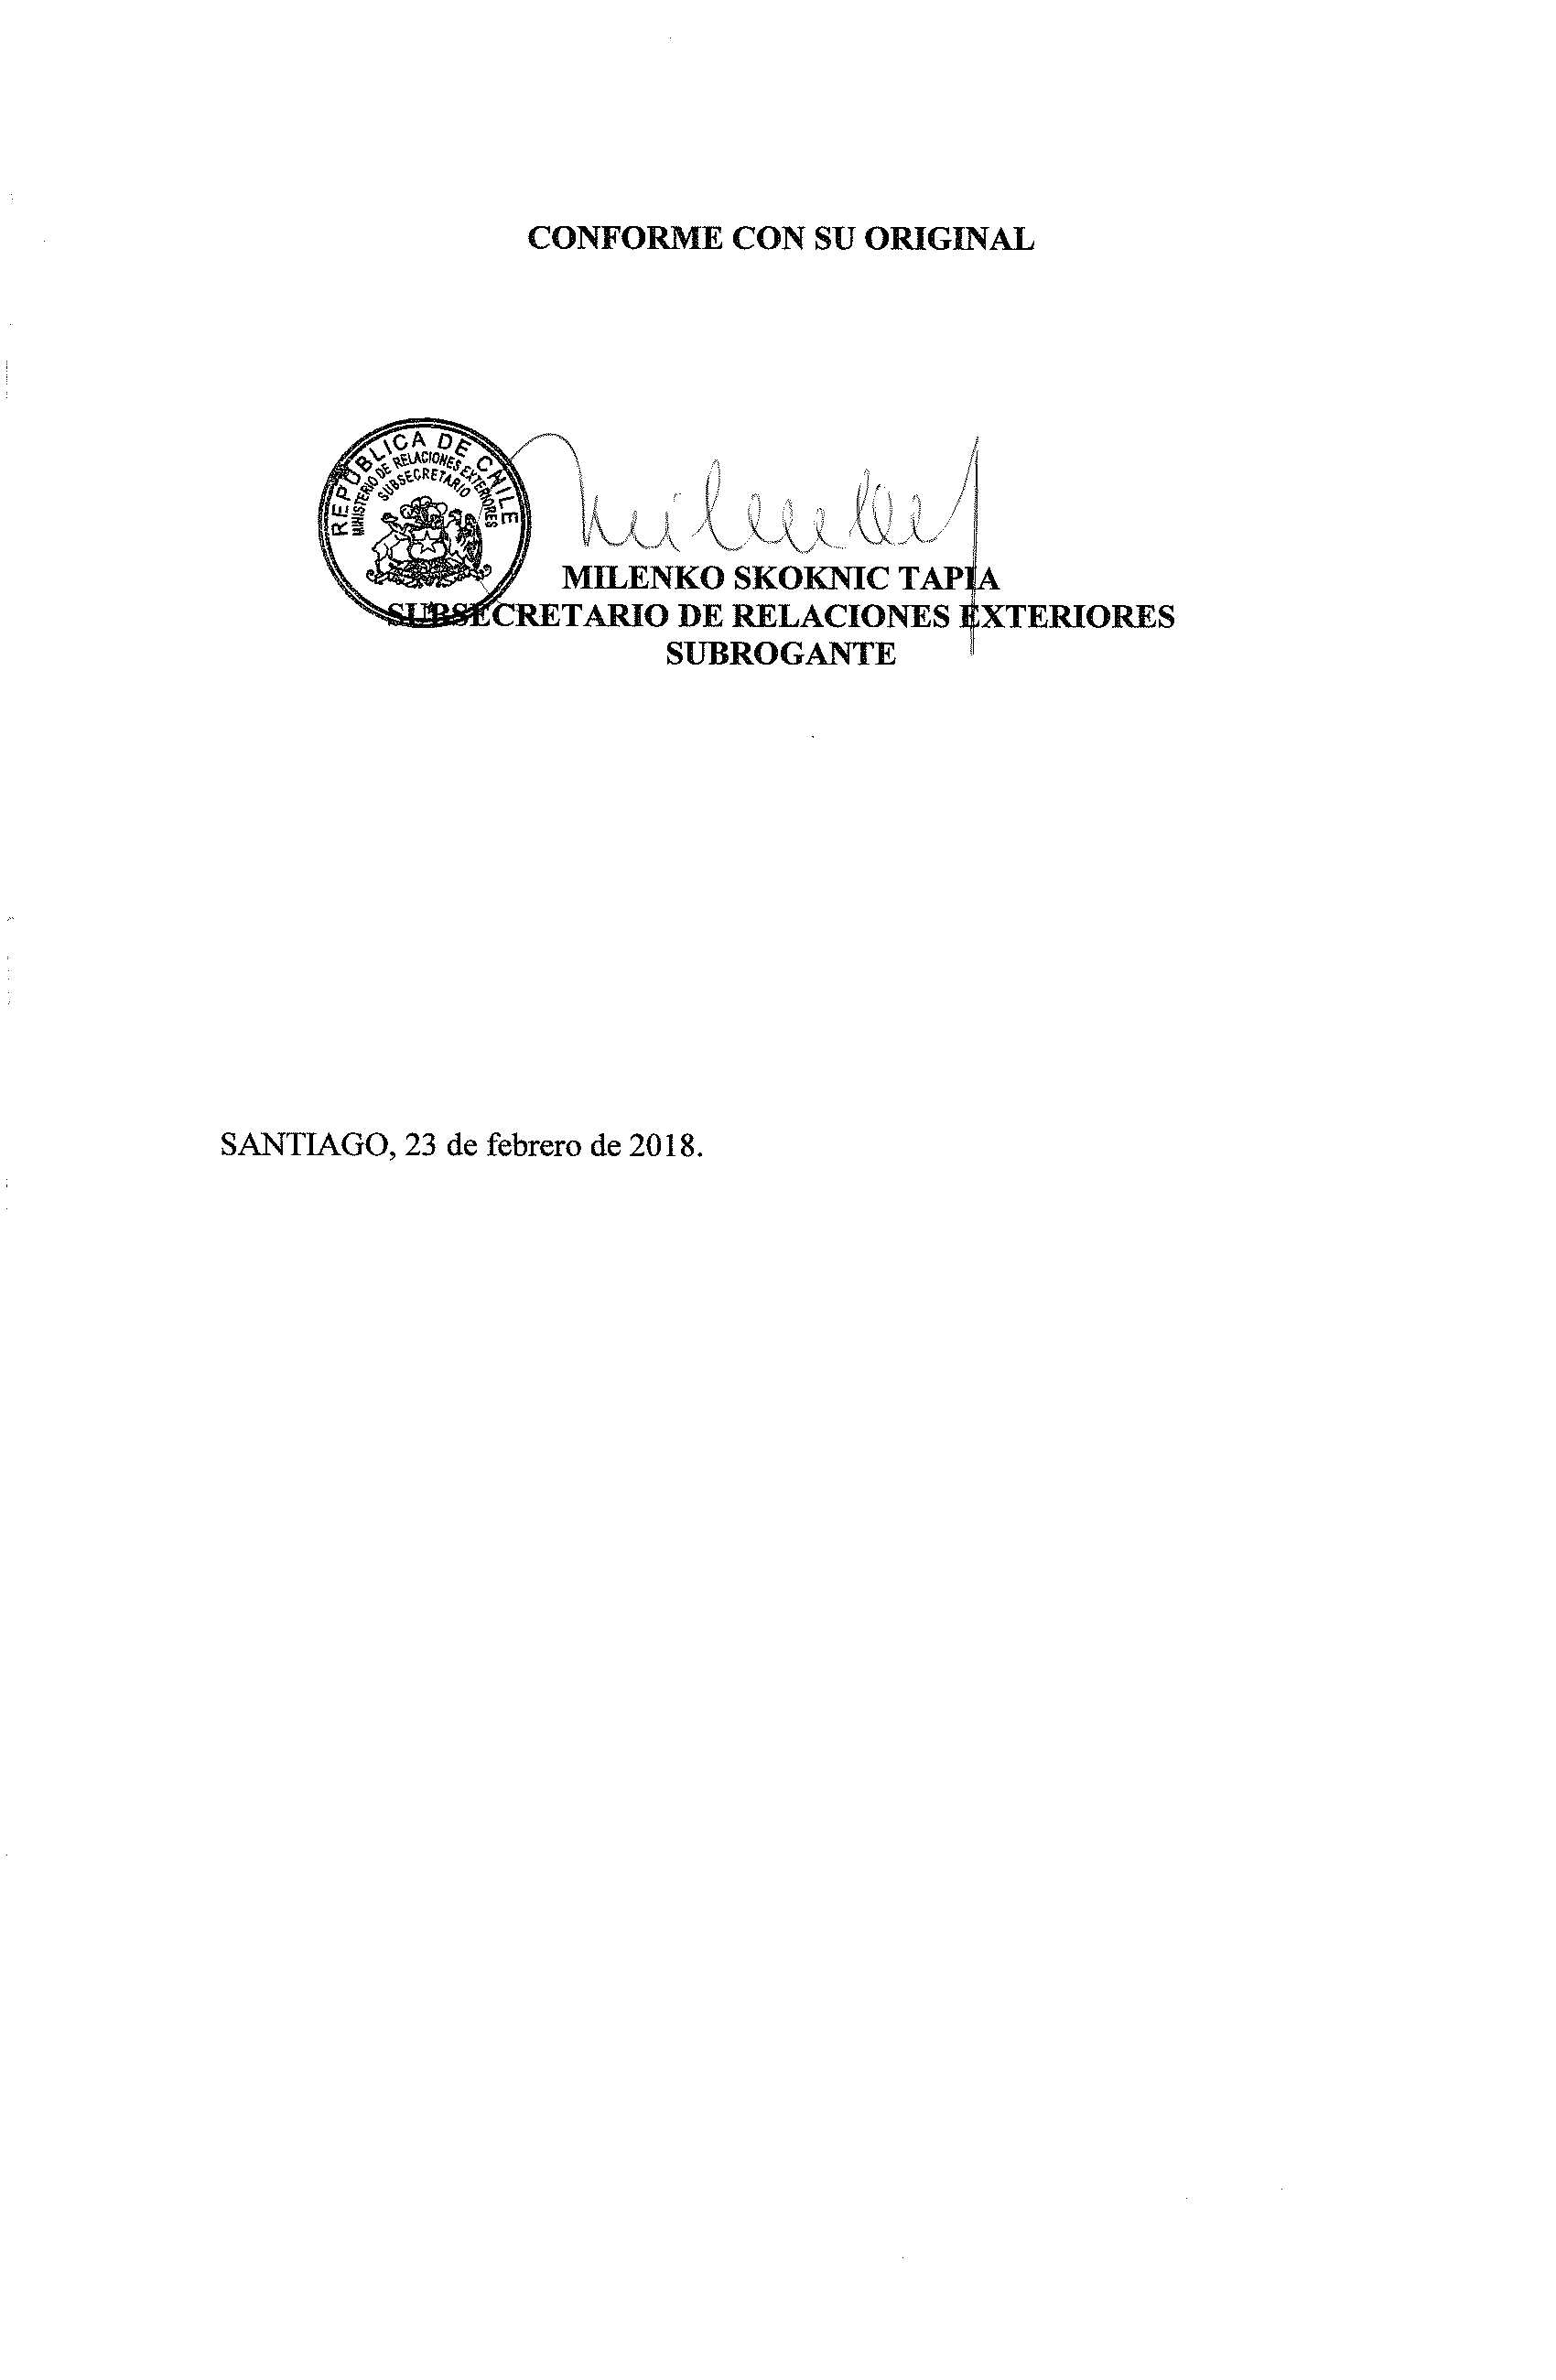 CONFORME CON SU ORIGINAL
REPUBLICA DE CHILE
MINISTERIO DE RELACIONES EXTERIORES
SUBSECRETARIO
MILENKO SKOKNIC TAPIA
SUBSECRETARIO DE RELACIONES EXTERIORES
SUBROGANTE
SANTIAGO, 23 de febrero de 2018.